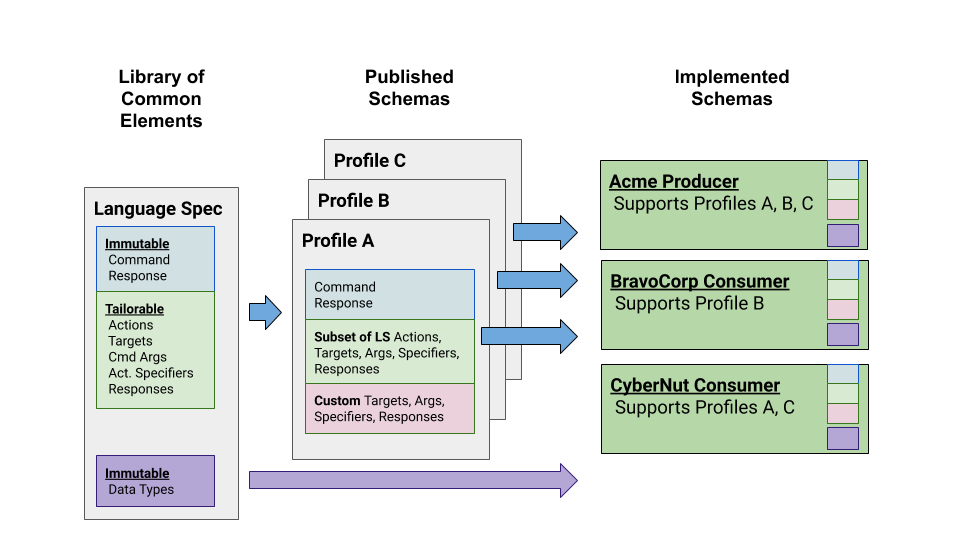 Library of
Common
Elements
Published
Schemas
Implemented
Schemas
Language Spec
Immutable
Command
Response
Tailorable
Actions
Targets
Cmd Args
Act. Specifiers
Responses
Immutable
Data Types
Profile C
Profile B
Profile A
Command
Response
Subset of LS Actions,
Targets, Args, Specifiers,
Responses
Custom Targets, Args,
Specifiers, Responses
Acme Producer
Supports Profiles A, B, C
BravoCorp Consumer
Supports Profile B
CyberNut Consumer
Supports Profiles A, C